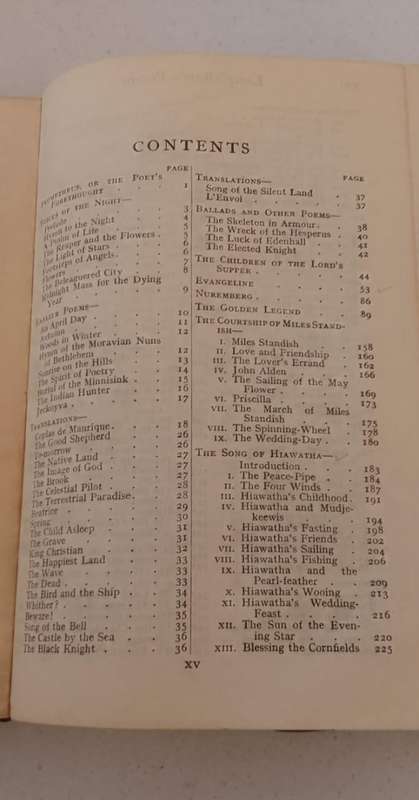 CONTENTS
PAGE
PROMETHEUS, OR THE POET'S
FORETHOUGHT . . 1
VOICES OF THE NIGHT—
Prelude . . . 3
Hymn to the Night . . 4
A Psalm of Life . . 5
The Reaper and the Flowers . 5
The Light of Stars . . 6
Footsteps of Angels . . 6
Flowers . . . 7
The Beleaguered City . . 8
Midnight Mass for the Dying
Year . . . 9
EARLIER POEMS—
An April Day . . . 10
Autumn . . . 11
Woods in Winter . . 12
Hymn of the Moravian Nuns
of Bethlehem . . 12
Sunrise on the Hills . . 13
The Spirit of Poetry . . 14
Burial of the Minnisink . . 15
The Indian Hunter . . 16
Jeckoyva . . . 17
TRANSLATIONS—
Coplas de Manrique . . 18
The Good Shepherd . . 26
To-morrow . . . 26
The Native Land . . 27
The Image of God . . 27
The Brook . . . 27
The Celestial Pilot . . 28
The Terrestrial Paradise . . 28
Beatrice . . . 29
Spring . . . 30
The Child Asleep . . 31
The Grave . . . 31
King Christian . . 32
The Happiest Land . . 33
The Wave . . . 33
The Dead . . . 33
The Bird and the Ship . . 34
Whither? . . . 34
Beware! . . . 35
Song of the Bell . . 35
The Castle by the Sea . . 36
The Black Knight . . 36
TRANSLATIONS— PAGE
Song of the Silent Land . 37
L'Envoi . . . 37
BALLADS AND OTHER POEMS—
The Skeleton in Armour . . 38
The Wreck of the Hesperus . 40
The Luck of Edenhall . . 41
The Elected Knight . . 42
THE CHILDREN OF THE LORD'S
SUPPER . . . 44
EVANGELINE . . . 53
NUREMBERG . . . 86
THE GOLDEN LEGEND . . 89
THE COURTSHIP OF MILES STAND-
ISH—
I. Miles Standish . . 158
II. Love and Friendship . 160
III. The Lover's Errand . 162
IV. John Alden . . 166
V. The Sailing of the May
Flower . . . 169
VI. Priscilla . . . 173
VII. The March of Miles
Standish . . 175
VIII. The Spinning-Wheel . 178
IX. The Wedding-Day . . 180
THE SONG OF HIAWATHA—
Introduction . . . 183
I. The Peace-Pipe . . 184
II. The Four Winds . . 187
III. Hiawatha's Childhood . 191
IV. Hiawatha and Mudje-
keewis . . . 194
V. Hiawatha's Fasting . 198
VI. Hiawatha's Friends . 202
VII. Hiawatha's Sailing . 204
VIII. Hiawatha's Fishing . 206
IX. Hiawatha and the
Pearl-feather . . 209
X. Hiawatha's Wooing . 213
XI. Hiawatha's Wedding-
Feast . . . 216
XII. The Sun of the Even-
ing Star . . . 220
XIII. Blessing the Cornfields 225
XV